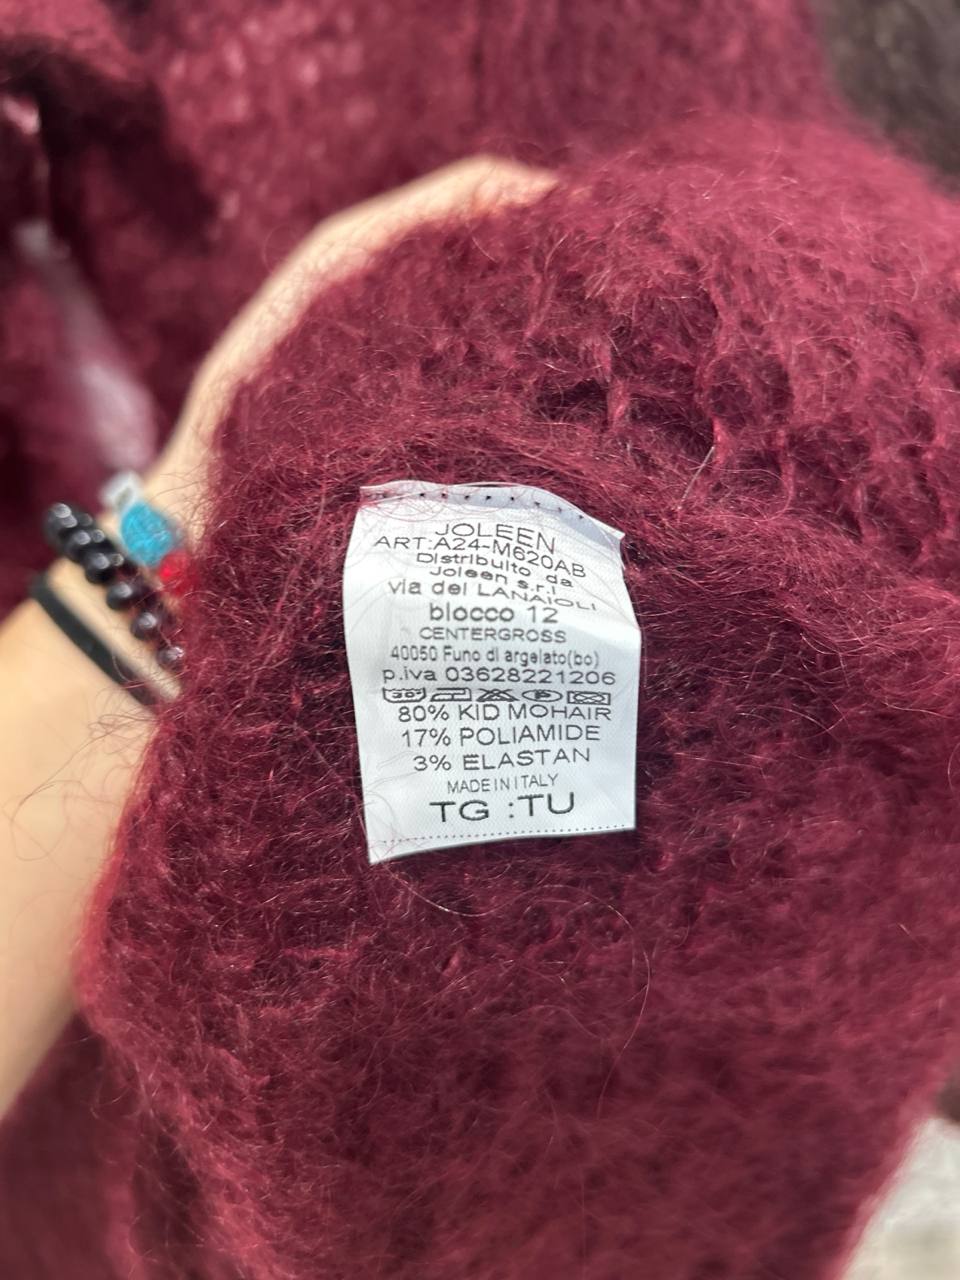 JOLEEN
ART:A24-M620AB
Distribuito da
Joleen s.r.l
via dei LANAIOLI
blocco 12
CENTERGROSS
40050 Funo di argelato(bo)
p.iva 03628221206
80% KID MOHAIR
17% POLIAMIDE
3% ELASTAN
MADE IN ITALY
TG :TU